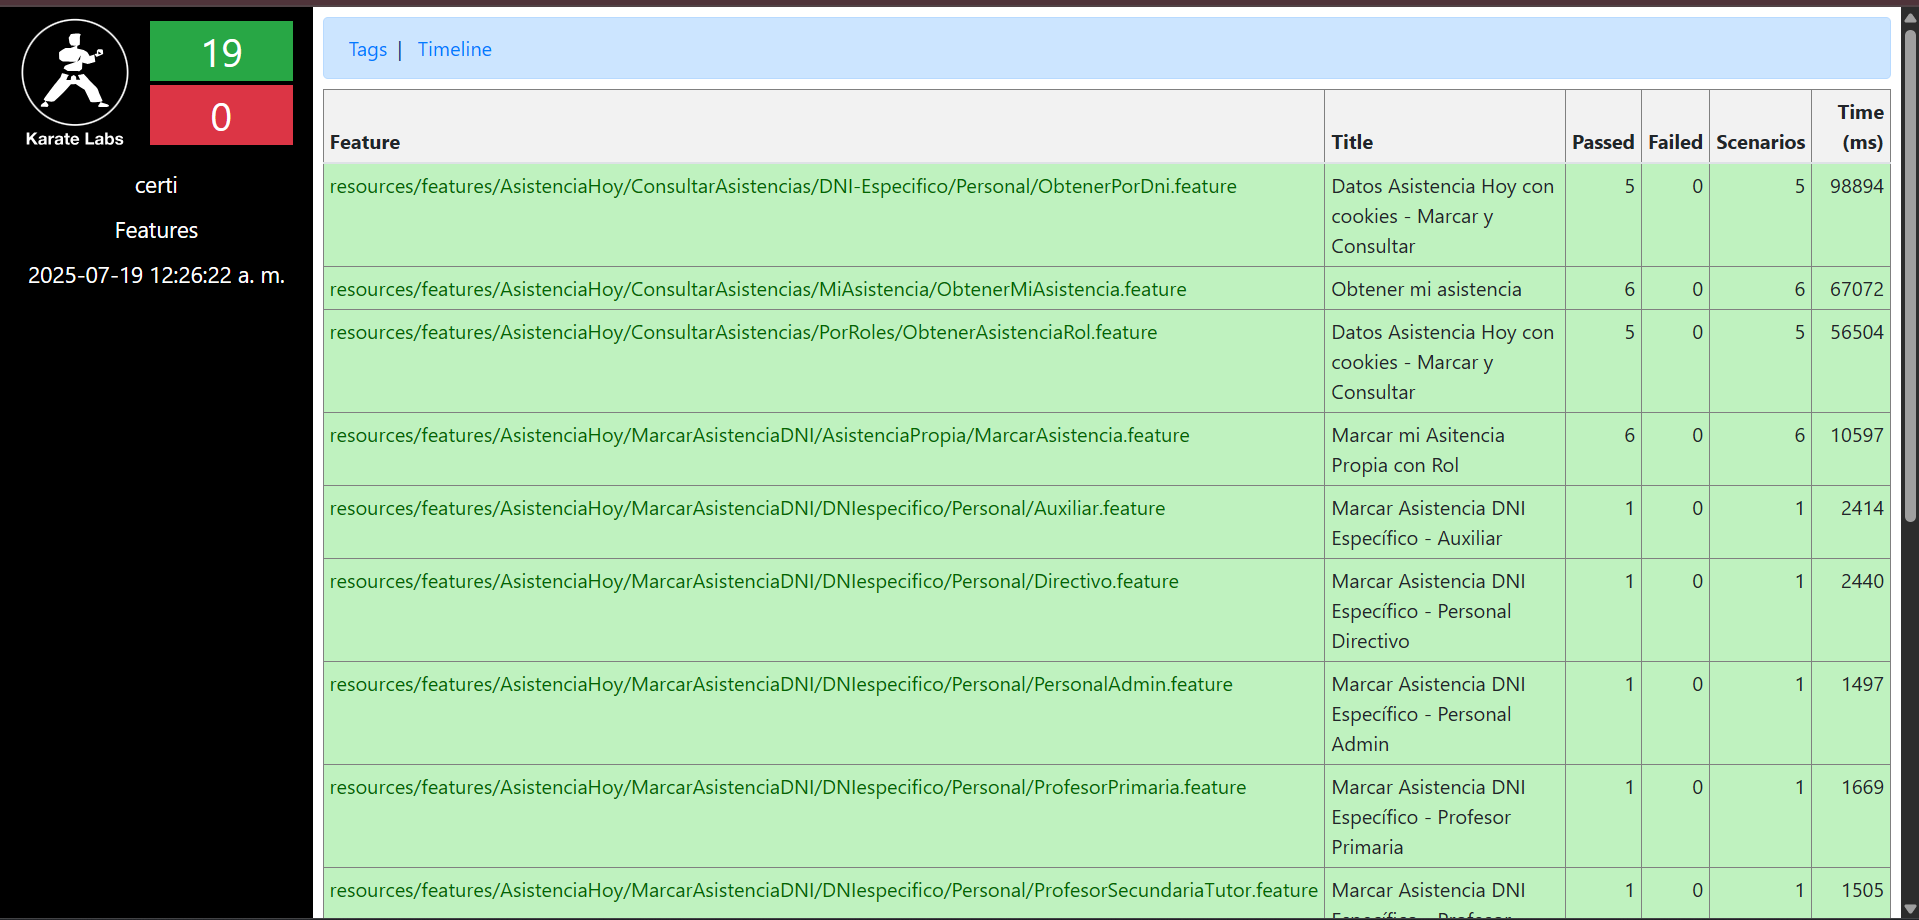 Karate Labs
19
0
certi
Features
2025-07-19 12:26:22 a. m.
Tags | Timeline
Feature Title Passed Failed Scenarios Time (ms)
resources/features/AsistenciaHoy/ConsultarAsistencias/DNI-Especifico/Personal/ObtenerPorDni.feature Datos Asistencia Hoy con 5 0 5 98894
cookies - Marcar y
Consultar
resources/features/AsistenciaHoy/ConsultarAsistencias/MiAsistencia/ObtenerMiAsistencia.feature Obtener mi asistencia 6 0 6 67072
resources/features/AsistenciaHoy/ConsultarAsistencias/PorRoles/ObtenerAsistenciaRol.feature Datos Asistencia Hoy con 5 0 5 56504
cookies - Marcar y
Consultar
resources/features/AsistenciaHoy/MarcarAsistenciaDNI/AsistenciaPropia/MarcarAsistencia.feature Marcar mi Asitencia 6 0 6 10597
Propia con Rol
resources/features/AsistenciaHoy/MarcarAsistenciaDNI/DNIespecifico/Personal/Auxiliar.feature Marcar Asistencia DNI 1 0 1 2414
Específico - Auxiliar
resources/features/AsistenciaHoy/MarcarAsistenciaDNI/DNIespecifico/Personal/Directivo.feature Marcar Asistencia DNI 1 0 1 2440
Específico - Personal
Directivo
resources/features/AsistenciaHoy/MarcarAsistenciaDNI/DNIespecifico/Personal/PersonalAdmin.feature Marcar Asistencia DNI 1 0 1 1497
Específico - Personal
Admin
resources/features/AsistenciaHoy/MarcarAsistenciaDNI/DNIespecifico/Personal/ProfesorPrimaria.feature Marcar Asistencia DNI 1 0 1 1669
Específico - Profesor
Primaria
resources/features/AsistenciaHoy/MarcarAsistenciaDNI/DNIespecifico/Personal/ProfesorSecundariaTutor.feature Marcar Asistencia DNI 1 0 1 1505
Específico - Profesor